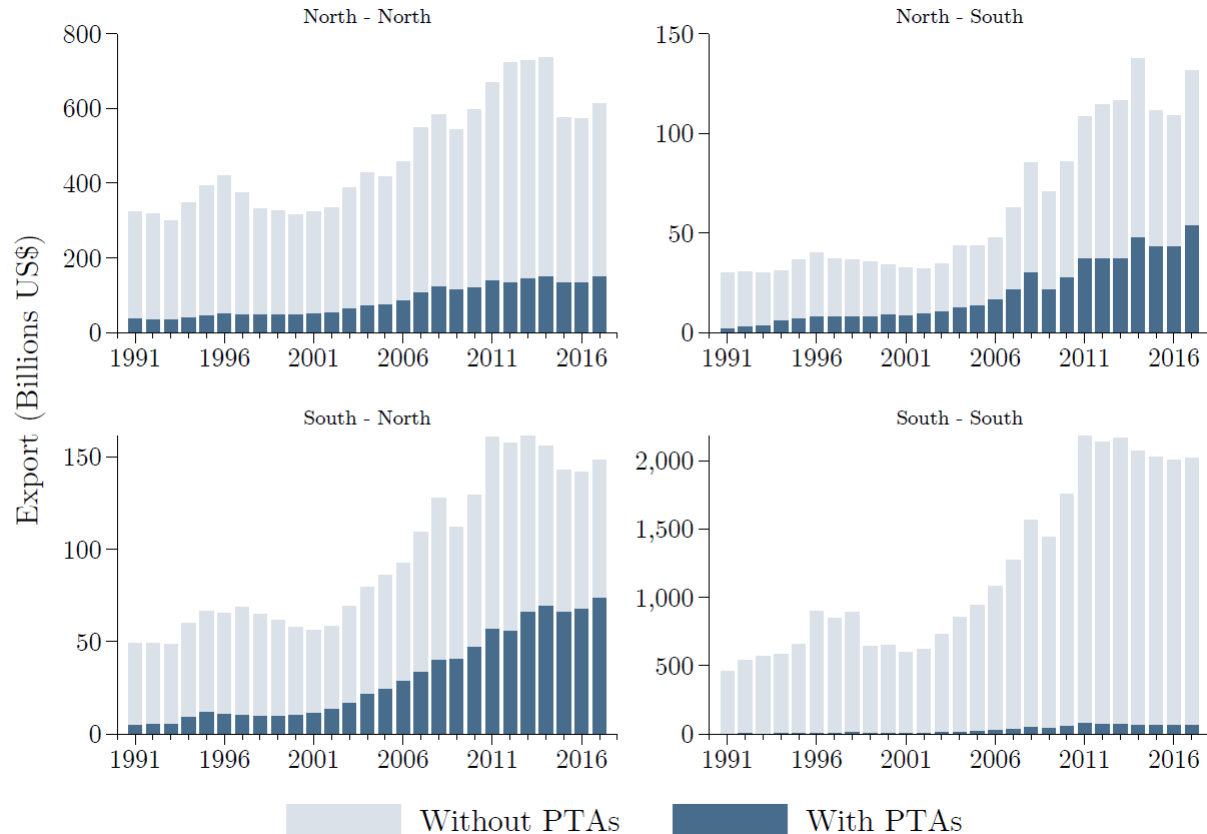 North - North
800
600
400
200
0
1991 1996 2001 2006 2011 2016
North - South
150
100
50
0
1991 1996 2001 2006 2011 2016
Export (Billions US$)
South - North
150
100
50
0
1991 1996 2001 2006 2011 2016
South - South
2,000
1,500
1,000
500
0
1991 1996 2001 2006 2011 2016
Without PTAs With PTAs